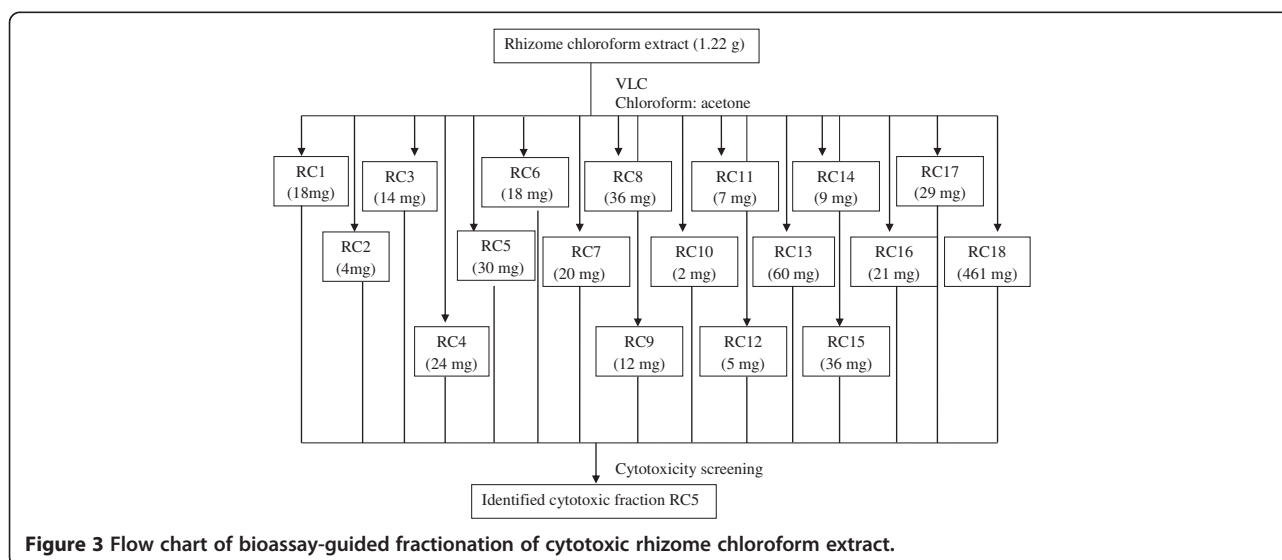 Rhizome chloroform extract (1.22 g)
VLC
Chloroform: acetone
RC1
(18mg)
RC2
(4mg)
RC3
(14 mg)
RC4
(24 mg)
RC5
(30 mg)
RC6
(18 mg)
RC7
(20 mg)
RC8
(36 mg)
RC9
(12 mg)
RC10
(2 mg)
RC11
(7 mg)
RC12
(5 mg)
RC13
(60 mg)
RC14
(9 mg)
RC15
(36 mg)
RC16
(21 mg)
RC17
(29 mg)
RC18
(461 mg)
Cytotoxicity screening
Identified cytotoxic fraction RC5
Figure 3 Flow chart of bioassay-guided fractionation of cytotoxic rhizome chloroform extract.